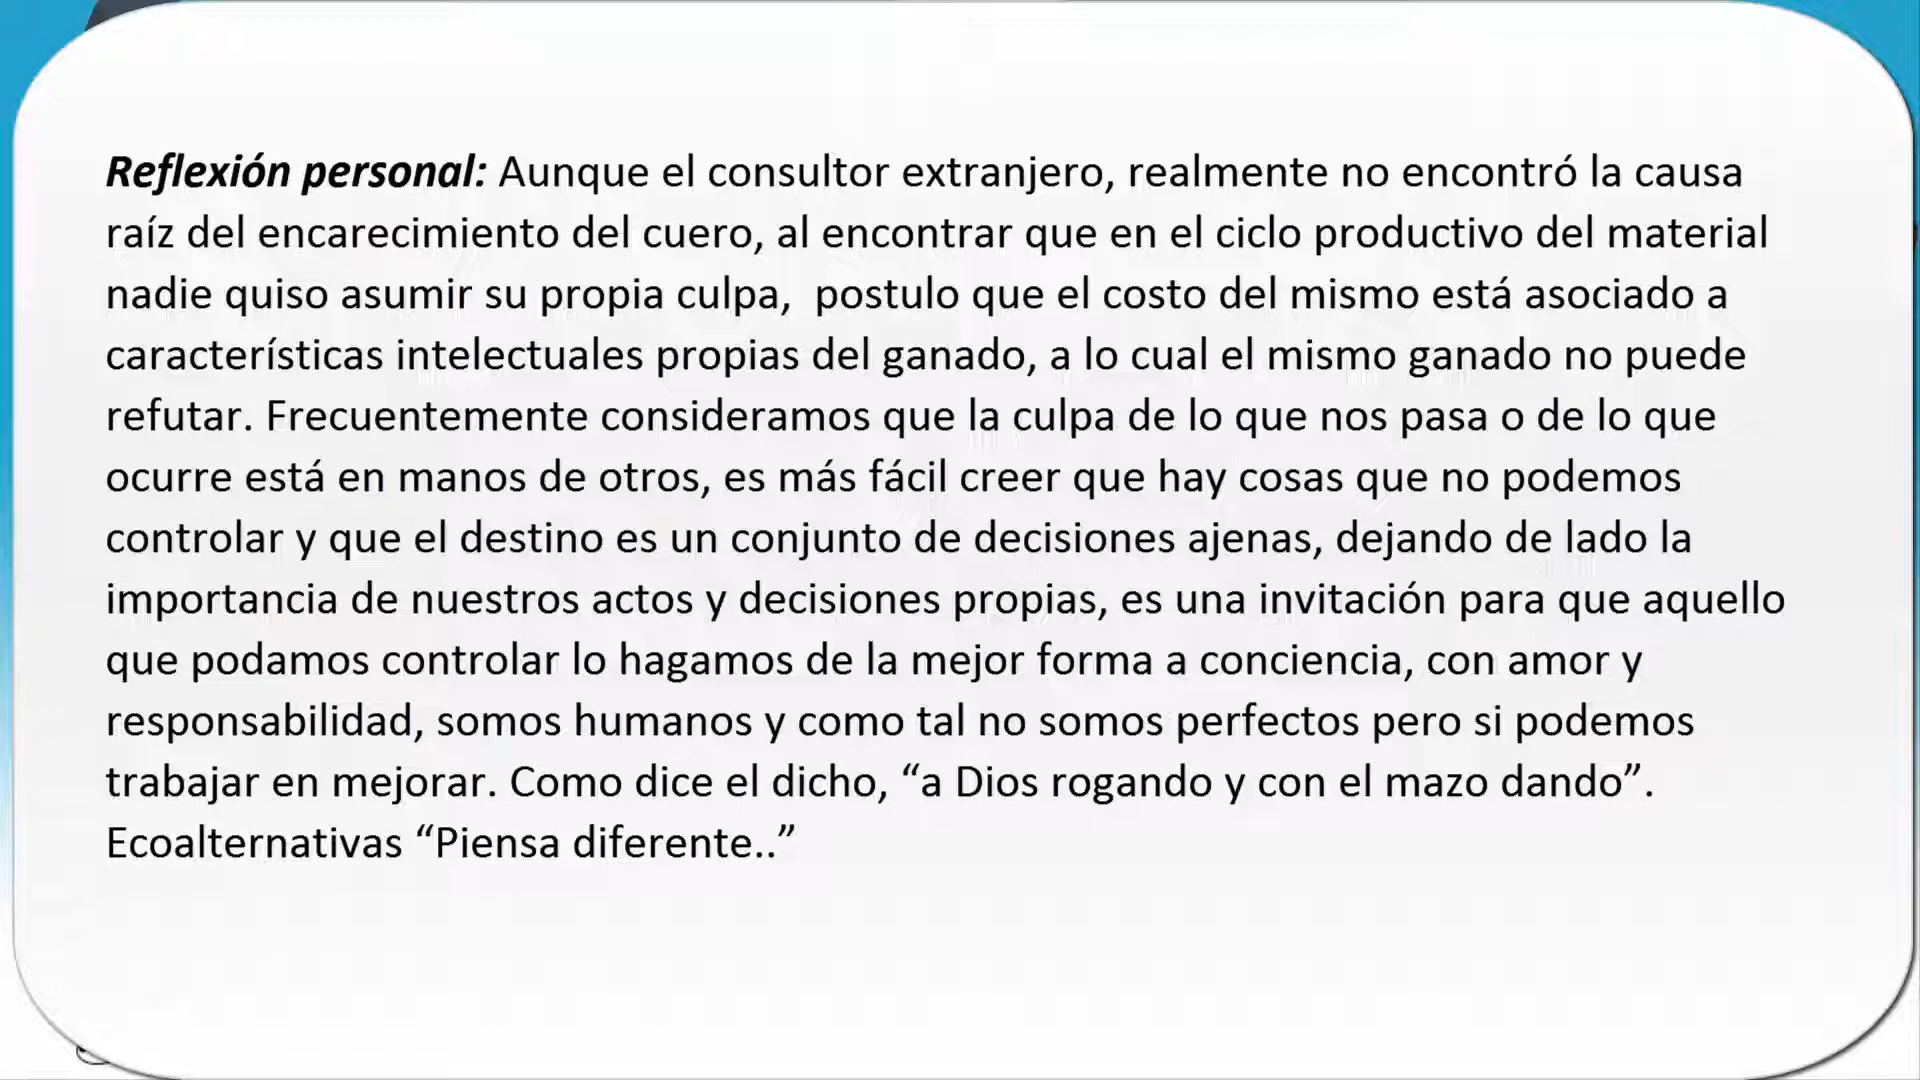 Reflexión personal: Aunque el consultor extranjero, realmente no encontró la causa
raíz del encarecimiento del cuero, al encontrar que en el ciclo productivo del material
nadie quiso asumir su propia culpa,  postulo que el costo del mismo está asociado a
características intelectuales propias del ganado, a lo cual el mismo ganado no puede
refutar. Frecuentemente consideramos que la culpa de lo que nos pasa o de lo que
ocurre está en manos de otros, es más fácil creer que hay cosas que no podemos
controlar y que el destino es un conjunto de decisiones ajenas, dejando de lado la
importancia de nuestros actos y decisiones propias, es una invitación para que aquello
que podamos controlar lo hagamos de la mejor forma a conciencia, con amor y
responsabilidad, somos humanos y como tal no somos perfectos pero si podemos
trabajar en mejorar. Como dice el dicho, “a Dios rogando y con el mazo dando”.
Ecoalternativas “Piensa diferente..”